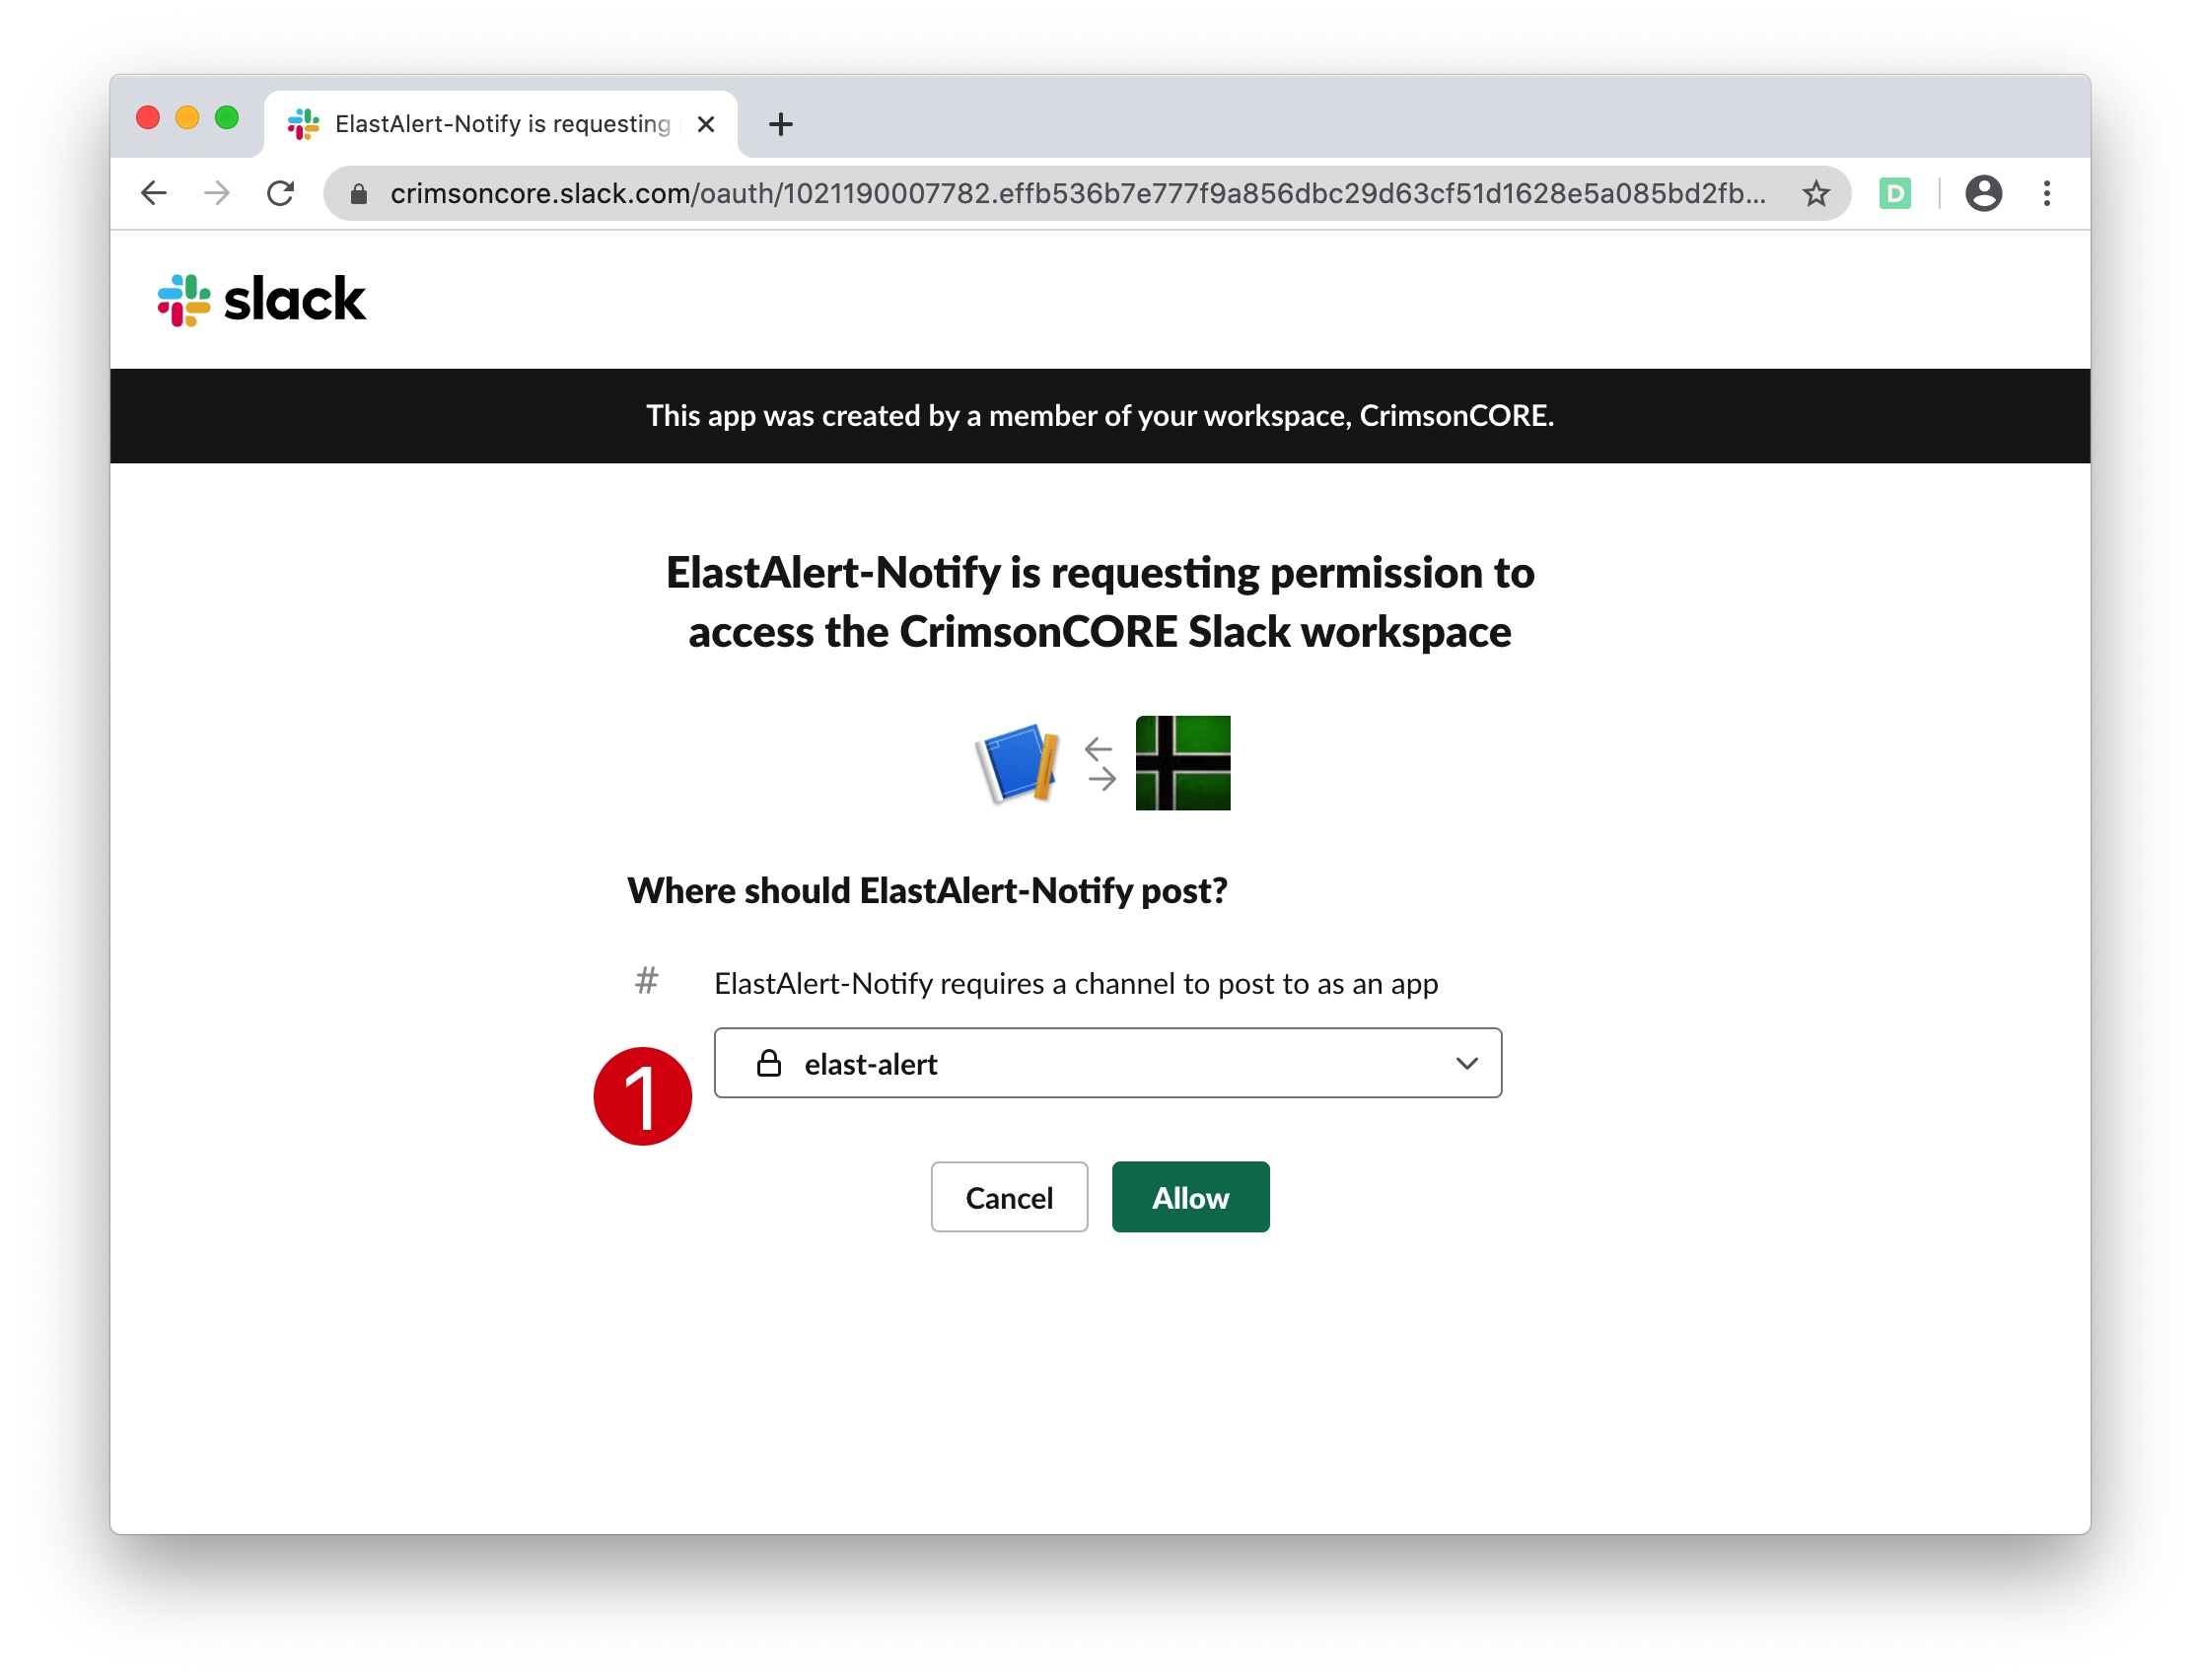 ElastAlert-Notify is requesting
crimsoncore.slack.com/oauth/1021190007782.effb536b7e777f9a856dbc29d63cf51d1628e5a085bd2fb...
D
slack
This app was created by a member of your workspace, CrimsonCORE.
ElastAlert-Notify is requesting permission to
access the CrimsonCORE Slack workspace
Where should ElastAlert-Notify post?
# ElastAlert-Notify requires a channel to post to as an app
elast-alert
1
Cancel Allow